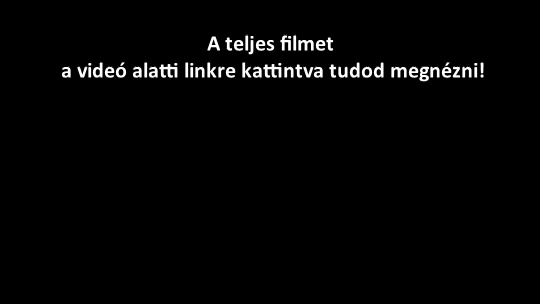 A teljes filmet
a videó alatti linkre kattintva tudod megnézni!